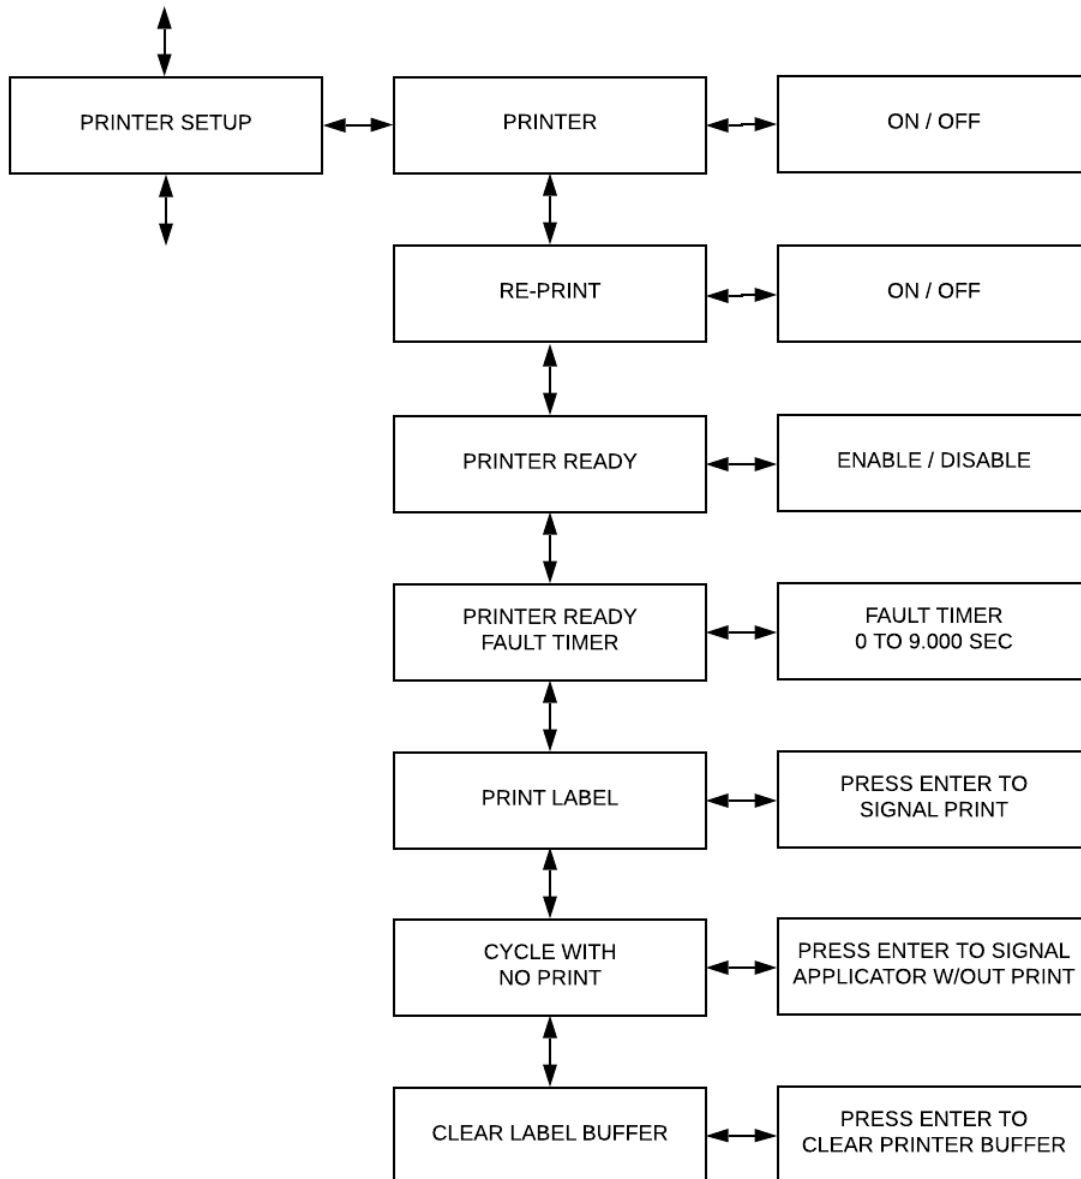 PRINTER SETUP
PRINTER
ON / OFF
RE-PRINT
ON / OFF
PRINTER READY
ENABLE / DISABLE
PRINTER READY
FAULT TIMER
FAULT TIMER
0 TO 9.000 SEC
PRINT LABEL
PRESS ENTER TO
SIGNAL PRINT
CYCLE WITH
NO PRINT
PRESS ENTER TO SIGNAL
APPLICATOR W/OUT PRINT
CLEAR LABEL BUFFER
PRESS ENTER TO
CLEAR PRINTER BUFFER